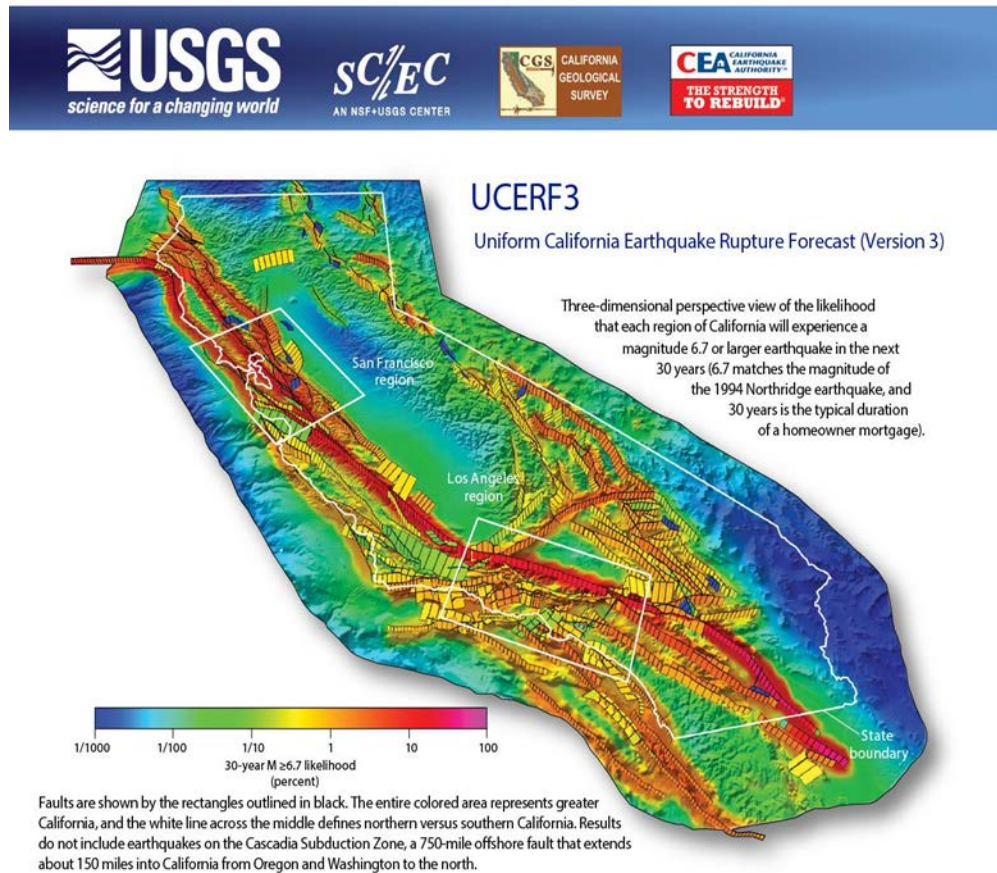 USGS
science for a changing world
SC/EC
AN NSF+USGS CENTER
CGS
CALIFORNIA
GEOLOGICAL
SURVEY
CEA CALIFORNIA
EARTHQUAKE
AUTHORITY™
THE STRENGTH
TO REBUILD®
UCERF3
Uniform California Earthquake Rupture Forecast (Version 3)
Three-dimensional perspective view of the likelihood
that each region of California will experience a
magnitude 6.7 or larger earthquake in the next
30 years (6.7 matches the magnitude of
the 1994 Northridge earthquake, and
30 years is the typical duration
of a homeowner mortgage).
San Francisco
region
Los Angeles
region
State
boundary
1/1000 1/100 1/10 1 10 100
30-year M ≥6.7 likelihood
(percent)
Faults are shown by the rectangles outlined in black. The entire colored area represents greater
California, and the white line across the middle defines northern versus southern California. Results
do not include earthquakes on the Cascadia Subduction Zone, a 750-mile offshore fault that extends
about 150 miles into California from Oregon and Washington to the north.